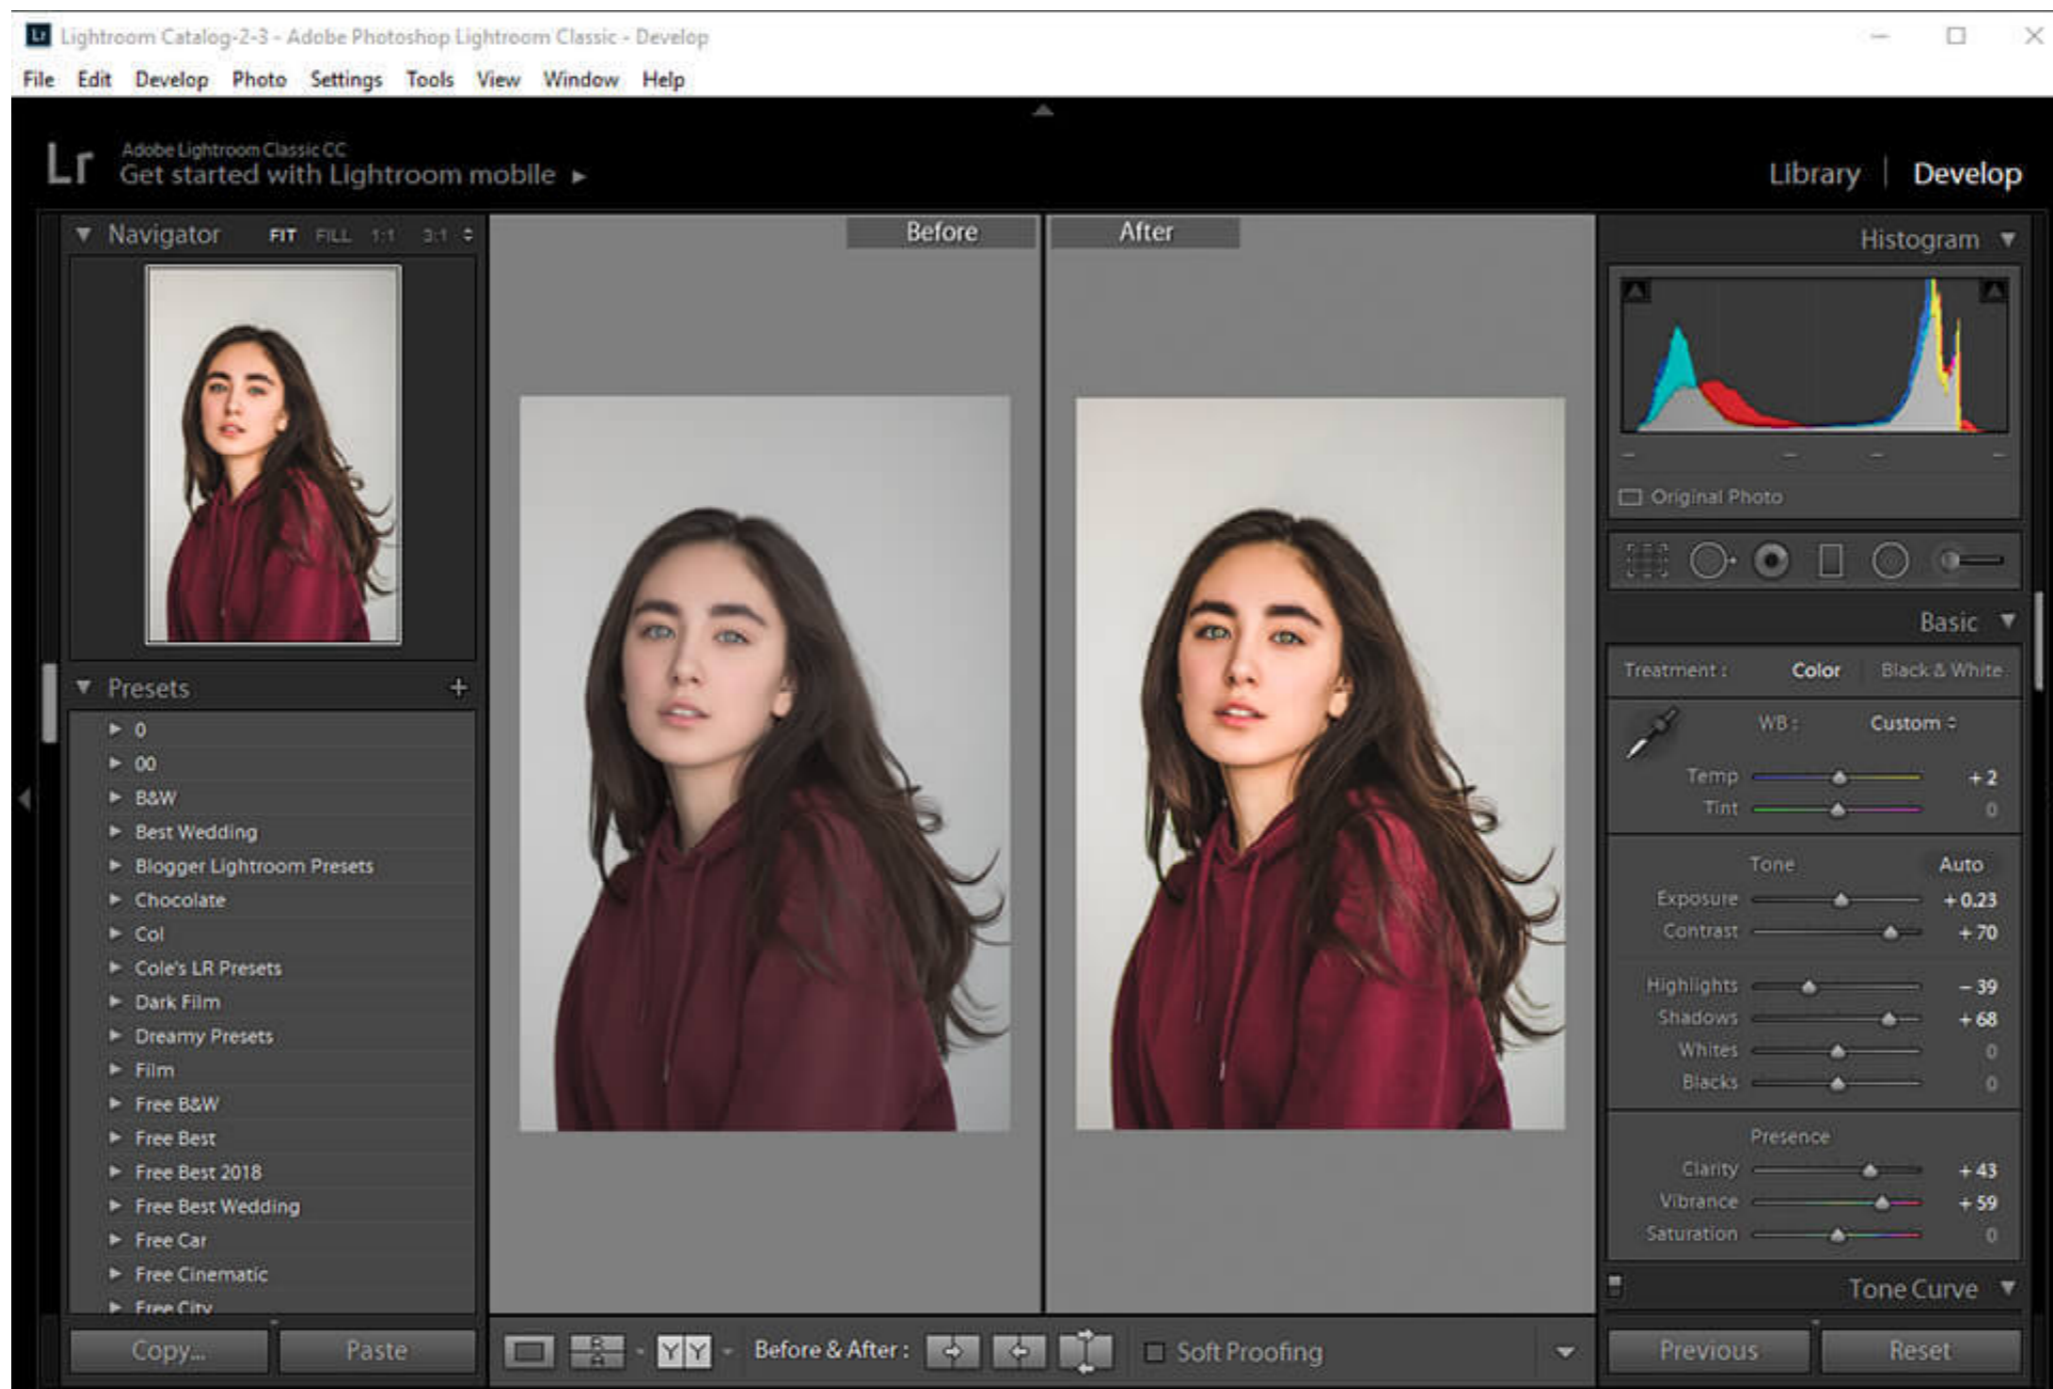 Lr Lightroom Catalog-2-3 - Adobe Photoshop Lightroom Classic - Develop
File Edit Develop Photo Settings Tools View Window Help
Lr
Adobe Lightroom Classic CC
Get started with Lightroom mobile
Library | Develop
Navigator FIT FILL 1:1 3:1
Before
After
Histogram
Original Photo
Presets
0
00
B&W
Best Wedding
Blogger Lightroom Presets
Chocolate
Col
Cole's LR Presets
Dark Film
Dreamy Presets
Film
Free B&W
Free Best
Free Best 2018
Free Best Wedding
Free Car
Free Cinematic
Free City
Copy... Paste
R A
Y Y
Before & After :
Soft Proofing
Basic
Treatment : Color Black & White
WB : Custom
Temp + 2
Tint 0
Tone Auto
Exposure + 0.23
Contrast + 70
Highlights – 39
Shadows + 68
Whites 0
Blacks 0
Presence
Clarity + 43
Vibrance + 59
Saturation 0
Tone Curve
Previous Reset